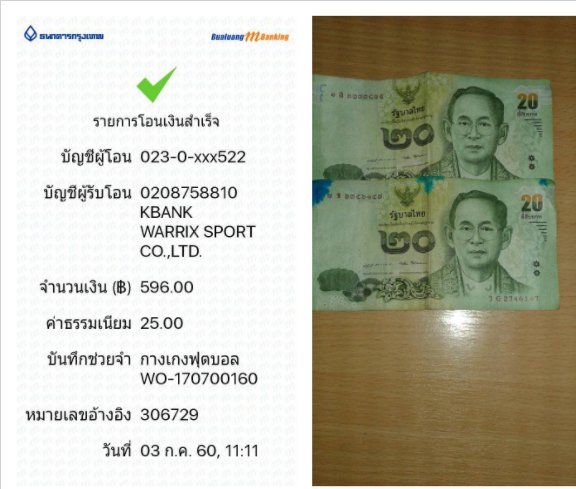 ธนาคารกรุงเทพ
Bualuang mBanking
รายการโอนเงินสำเร็จ
บัญชีผู้โอน 023-0-xxx522
บัญชีผู้รับโอน 0208758810
KBANK
WARRIX SPORT
CO.,LTD.
จำนวนเงิน (฿) 596.00
ค่าธรรมเนียม 25.00
บันทึกช่วยจำ กางเกงฟุตบอล
WO-170700160
หมายเลขอ้างอิง 306729
วันที่ 03 ก.ค. 60, 11:11
20
รัฐบาลไทย
๒๐
20
รัฐบาลไทย
๒๐